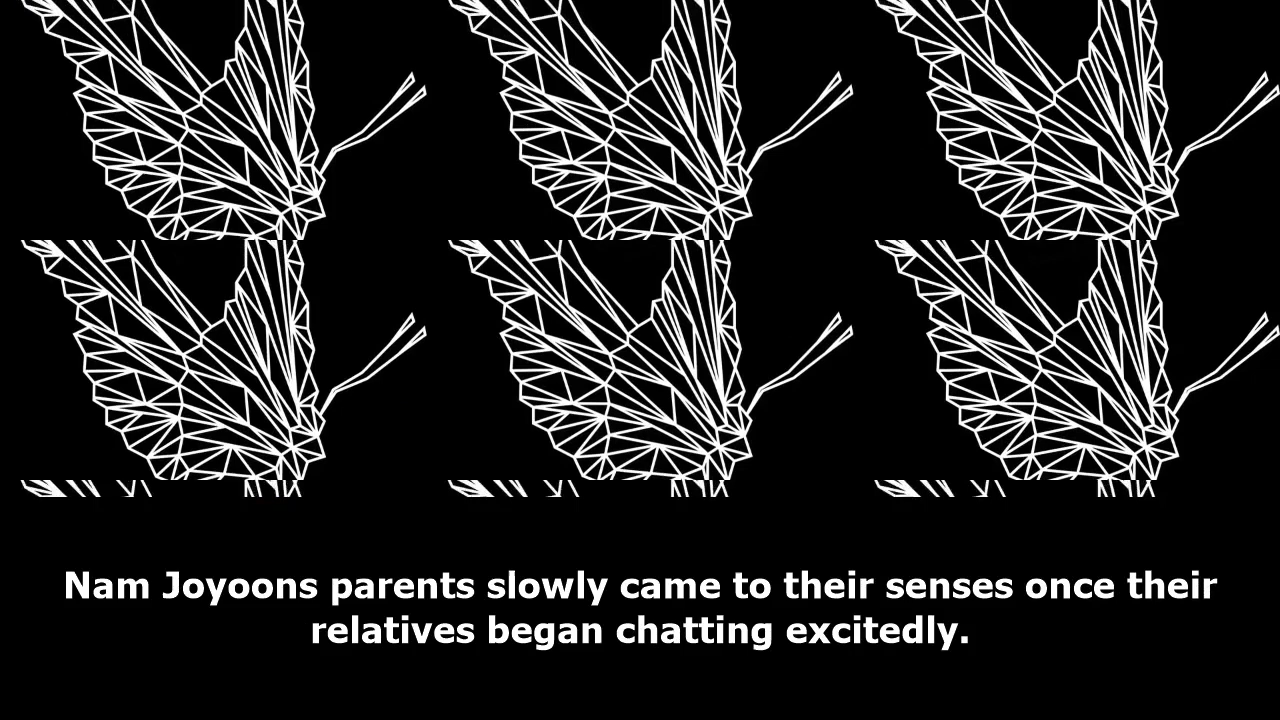 Nam Joyoons parents slowly came to their senses once their
relatives began chatting excitedly.